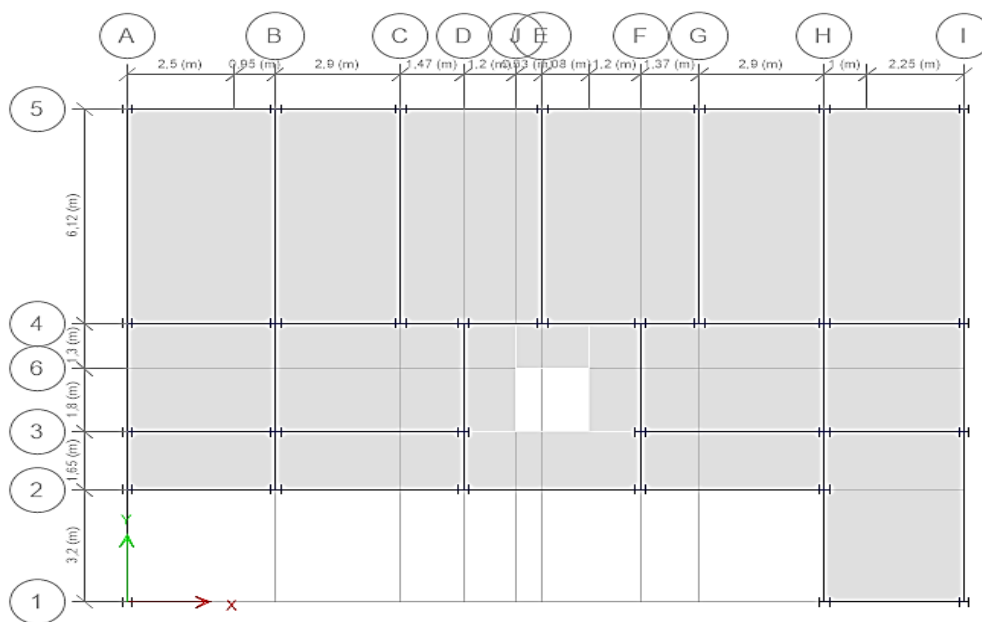 A B C D J E F G H I
2,5 (m) 0,95 (m) 2,9 (m) 1,47 (m) 1,2 (m) 1,2 (m) 1,37 (m) 2,9 (m) 1 (m) 2,25 (m)
5
6,12 (m)
4
1,3 (m)
6
1,8 (m)
3
1,65 (m)
2
3,2 (m)
Y
1
X